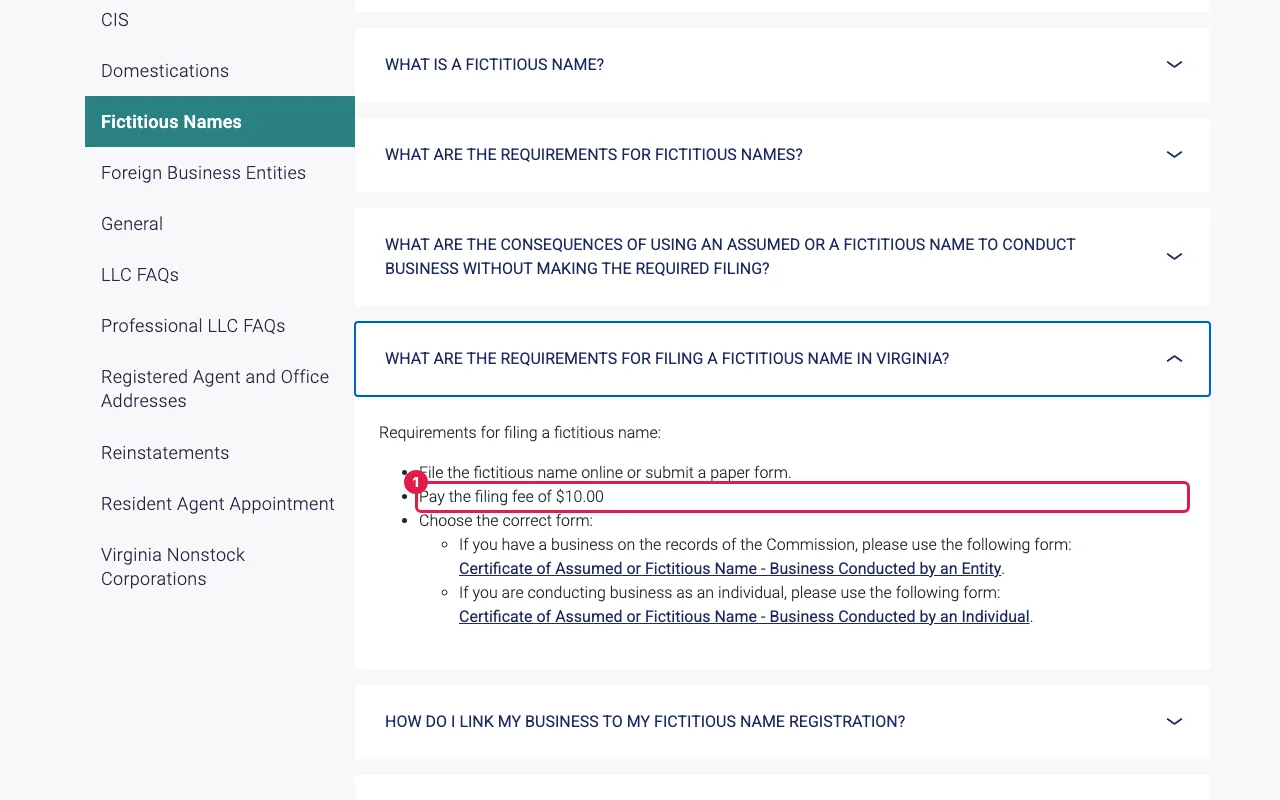 CIS
Domestications
Fictitious Names
Foreign Business Entities
General
LLC FAQs
Professional LLC FAQs
Registered Agent and Office
Addresses
Reinstatements
Resident Agent Appointment
Virginia Nonstock
Corporations
WHAT IS A FICTITIOUS NAME?
WHAT ARE THE REQUIREMENTS FOR FICTITIOUS NAMES?
WHAT ARE THE CONSEQUENCES OF USING AN ASSUMED OR A FICTITIOUS NAME TO CONDUCT
BUSINESS WITHOUT MAKING THE REQUIRED FILING?
WHAT ARE THE REQUIREMENTS FOR FILING A FICTITIOUS NAME IN VIRGINIA?
Requirements for filing a fictitious name:
File the fictitious name online or submit a paper form.
1
Pay the filing fee of $10.00
Choose the correct form:
If you have a business on the records of the Commission, please use the following form:
Certificate of Assumed or Fictitious Name - Business Conducted by an Entity.
If you are conducting business as an individual, please use the following form:
Certificate of Assumed or Fictitious Name - Business Conducted by an Individual.
HOW DO I LINK MY BUSINESS TO MY FICTITIOUS NAME REGISTRATION?